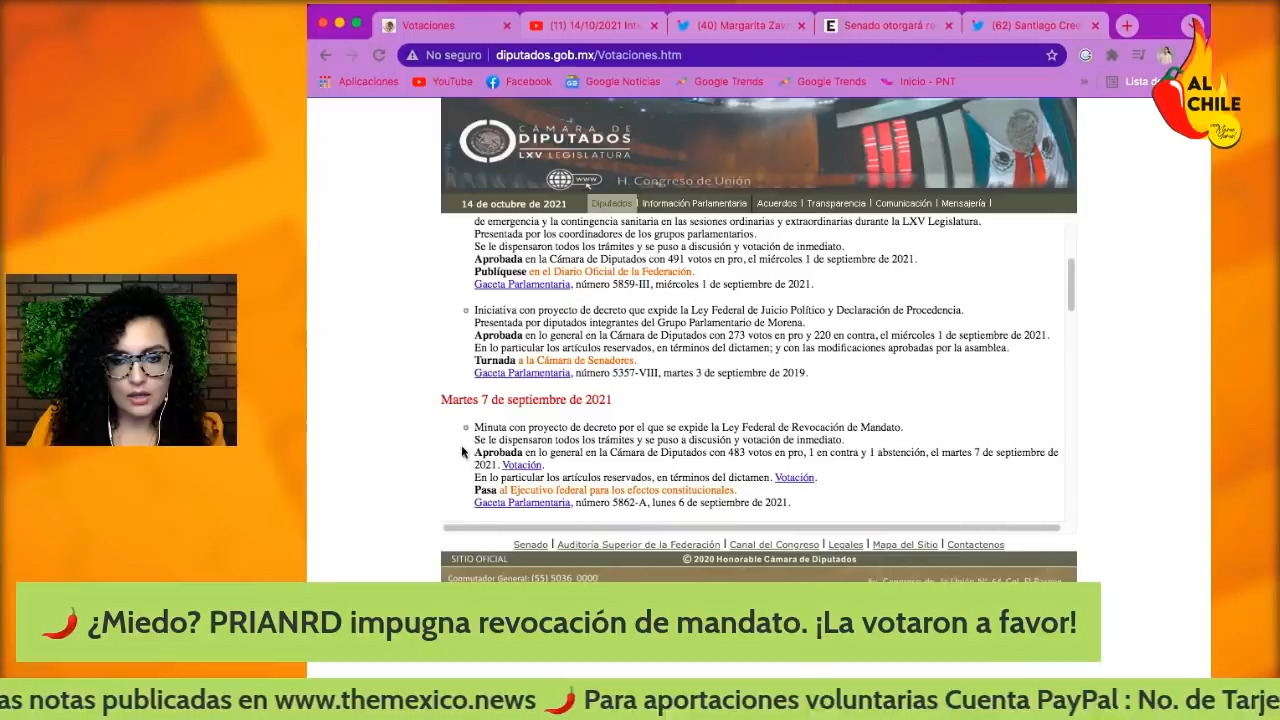 Votaciones
(11) 14/10/2021 Int
(40) Margarita Zav
Senado otorgará re
(62) Santiago Cree
No seguro
diputados.gob.mx/Votaciones.htm
Aplicaciones
YouTube
Facebook
Google Noticias
Google Trends
Google Trends
Inicio - PNT
»
Lista de
AL
CHILE
CÁMARA DE
DIPUTADOS
LXV LEGISLATURA
www
H. Congreso de Unión
14 de octubre de 2021
Diputados | Información Parlamentaria | Acuerdos | Transparencia | Comunicación | Mensajería |
de emergencia y la contingencia sanitaria en las sesiones ordinarias y extraordinarias durante la LXV Legislatura.
Presentada por los coordinadores de los grupos parlamentarios.
Se le dispensaron todos los trámites y se puso a discusión y votación de inmediato.
Aprobada en la Cámara de Diputados con 491 votos en pro, el miércoles 1 de septiembre de 2021.
Publíquese en el Diario Oficial de la Federación.
Gaceta Parlamentaria, número 5859-III, miércoles 1 de septiembre de 2021.
Iniciativa con proyecto de decreto que expide la Ley Federal de Juicio Político y Declaración de Procedencia.
Presentada por diputados integrantes del Grupo Parlamentario de Morena.
Aprobada en lo general en la Cámara de Diputados con 273 votos en pro y 220 en contra, el miércoles 1 de septiembre de 2021.
En lo particular los artículos reservados, en términos del dictamen; y con las modificaciones aprobadas por la asamblea.
Turnada a la Cámara de Senadores.
Gaceta Parlamentaria, número 5357-VIII, martes 3 de septiembre de 2019.
Martes 7 de septiembre de 2021
Minuta con proyecto de decreto por el que se expide la Ley Federal de Revocación de Mandato.
Se le dispensaron todos los trámites y se puso a discusión y votación de inmediato.
Aprobada en lo general en la Cámara de Diputados con 483 votos en pro, 1 en contra y 1 abstención, el martes 7 de septiembre de
2021. Votación.
En lo particular los artículos reservados, en términos del dictamen. Votación.
Pasa al Ejecutivo federal para los efectos constitucionales.
Gaceta Parlamentaria, número 5862-A, lunes 6 de septiembre de 2021.
Senado | Auditoría Superior de la Federación | Canal del Congreso | Legales | Mapa del Sitio | Contactenos
SITIO OFICIAL
© 2020 Honorable Cámara de Diputados
Conmutador General: (55) 5036 0000
¿Miedo? PRIANRD impugna revocación de mandato. ¡La votaron a favor!
as notas publicadas en www.themexico.news
Para aportaciones voluntarias Cuenta PayPal : No. de Tarje